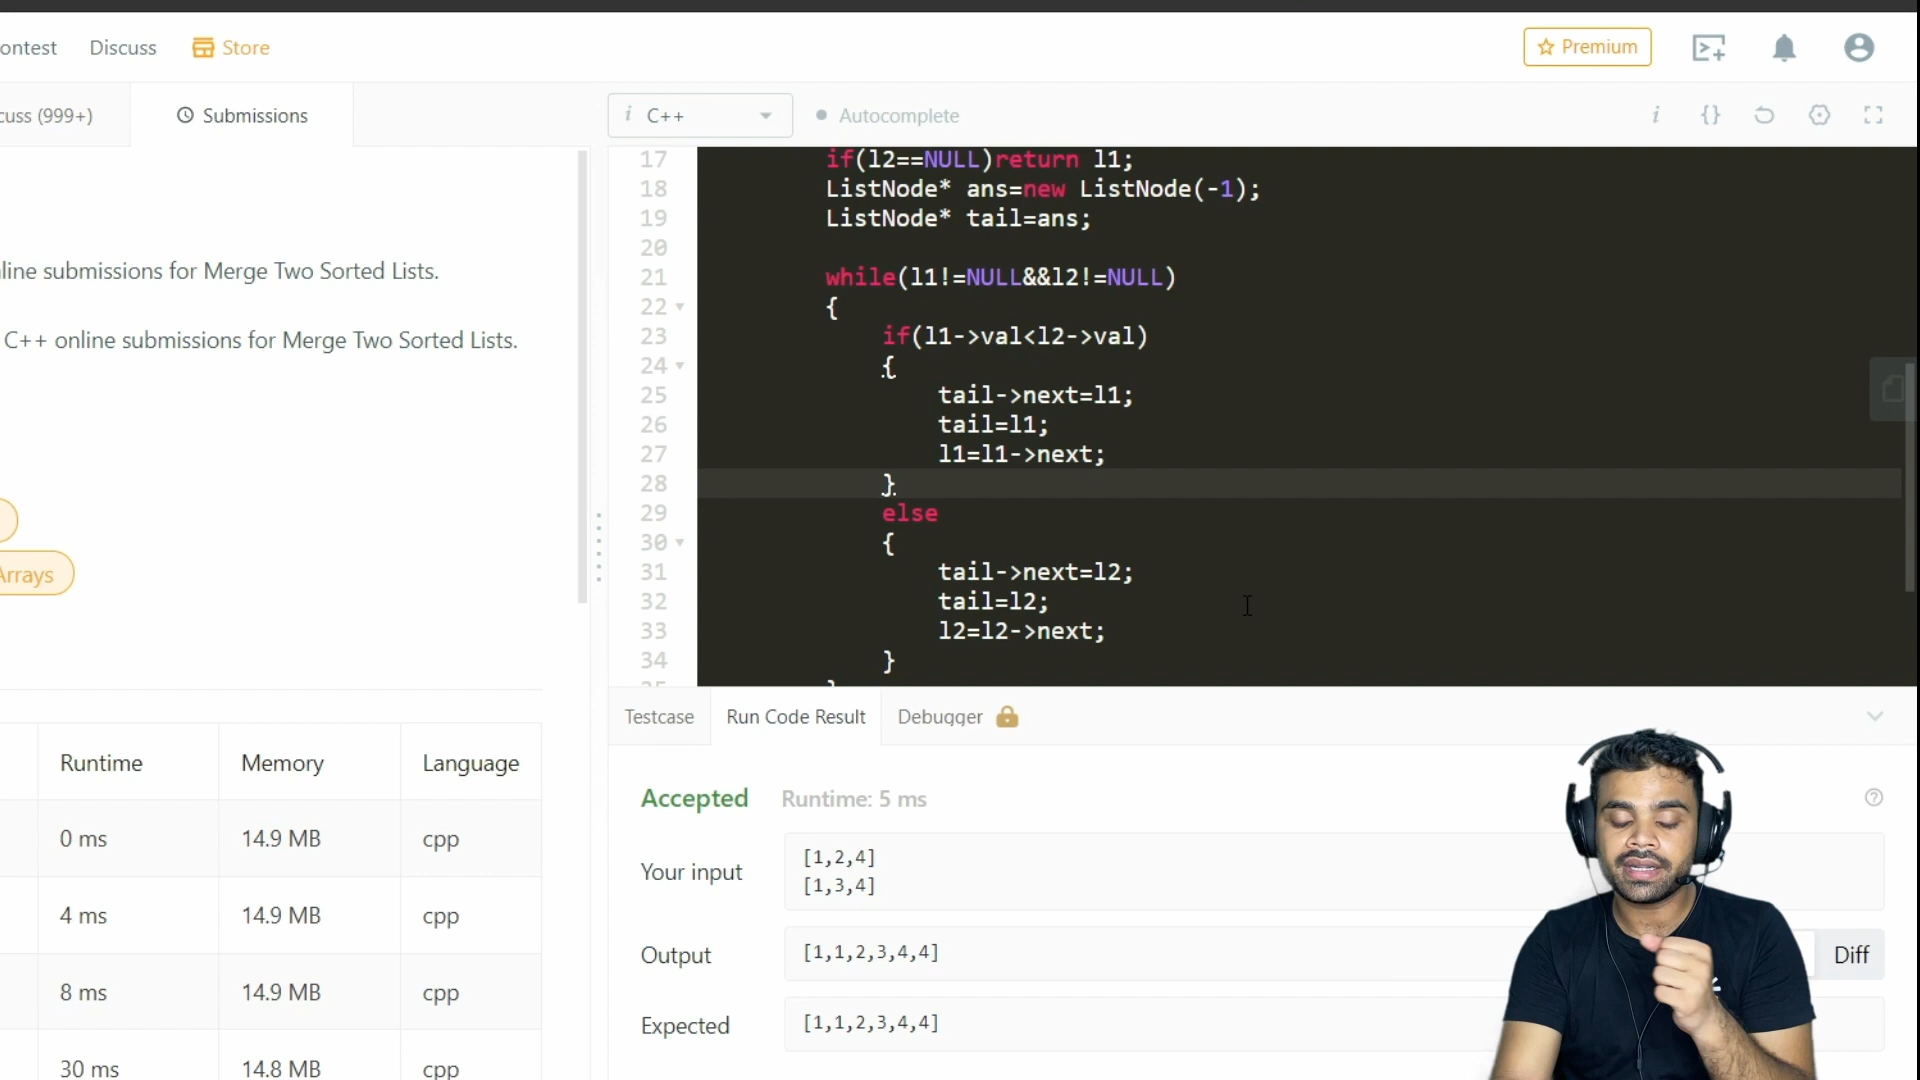 ontest Discuss Store Premium
cuss (999+) Submissions
C++ Autocomplete
line submissions for Merge Two Sorted Lists.
C++ online submissions for Merge Two Sorted Lists.
Arrays
17 if(l2==NULL)return l1;
18 ListNode* ans=new ListNode(-1);
19 ListNode* tail=ans;
20
21 while(l1!=NULL&&l2!=NULL)
22 {
23 if(l1->val<l2->val)
24 {
25 tail->next=l1;
26 tail=l1;
27 l1=l1->next;
28 }
29 else
30 {
31 tail->next=l2;
32 tail=l2;
33 l2=l2->next;
34 }
Runtime Memory Language
0 ms 14.9 MB cpp
4 ms 14.9 MB cpp
8 ms 14.9 MB cpp
30 ms 14.8 MB cpp
Testcase Run Code Result Debugger
Accepted Runtime: 5 ms
Your input
[1,2,4]
[1,3,4]
Output [1,1,2,3,4,4] Diff
Expected [1,1,2,3,4,4]